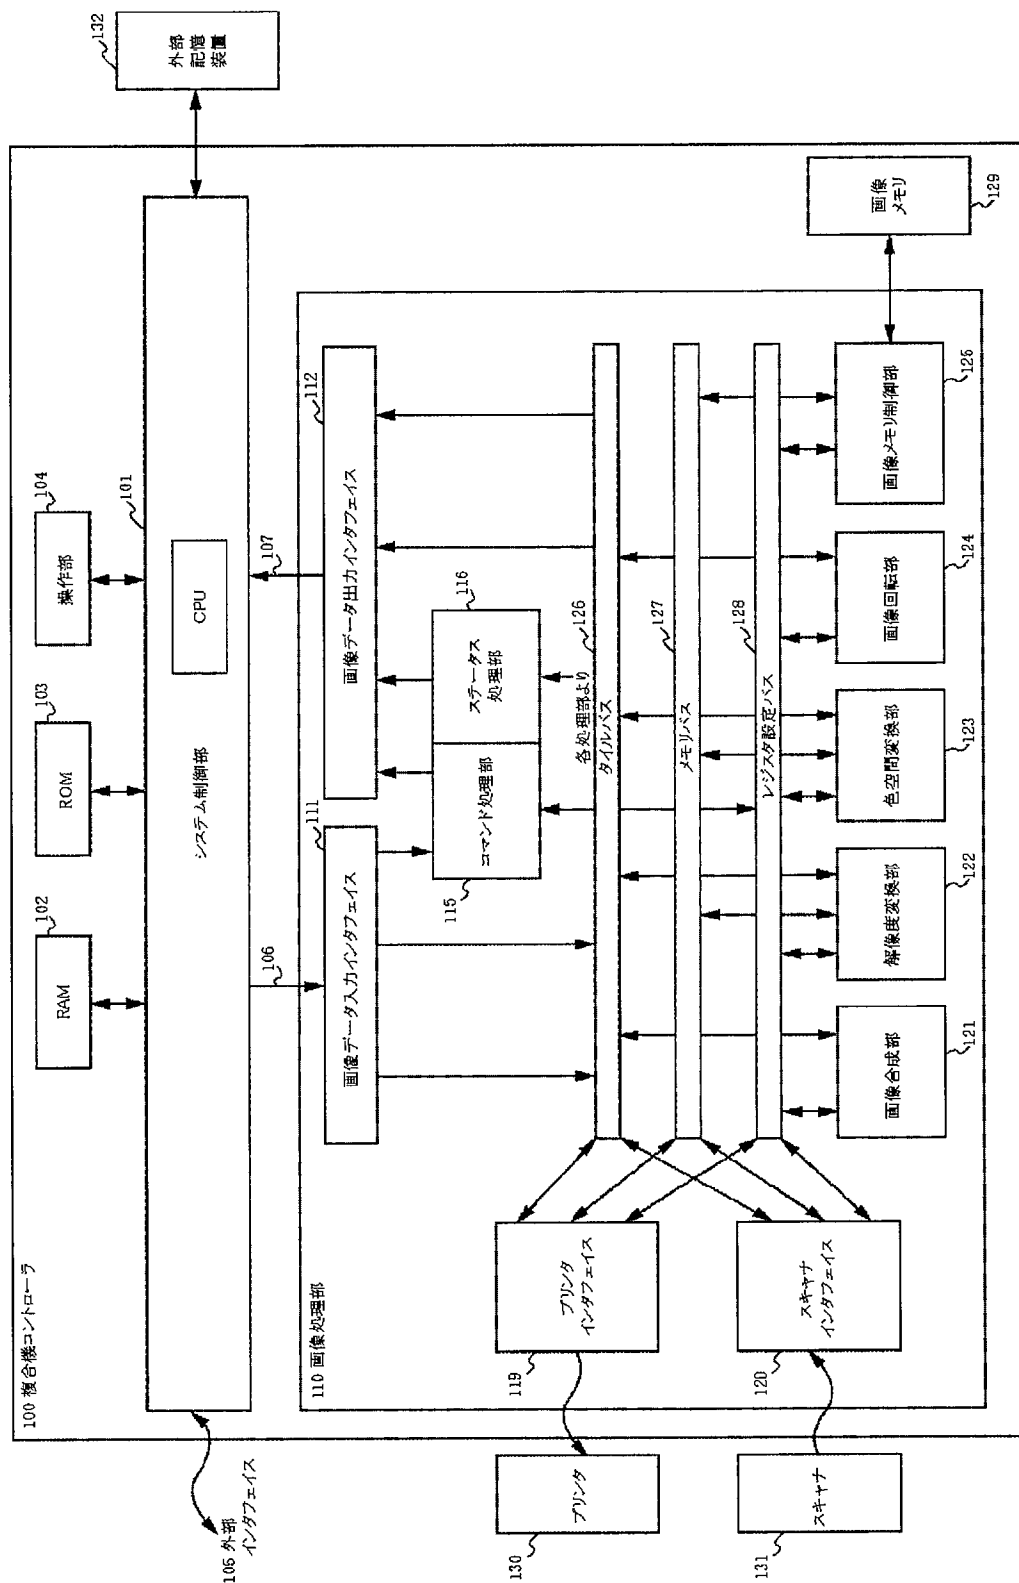 100 複合機コントローラ
102
RAM
103
ROM
104
操作部
101
システム制御部
CPU
132
外部
記憶
装置
105 外部
インタフェイス
106
107
110 画像処理部
111
画像データ入力インタフェイス
112
画像データ出力インタフェイス
115
コマンド処理部
116
ステータス
処理部
各処理部より
126
タイルバス
127
メモリバス
128
レジスタ設定バス
119
プリンタ
インタフェイス
120
スキャナ
インタフェイス
130
プリンタ
131
スキャナ
画像合成部
121
解像度変換部
122
色空間変換部
123
画像回転部
124
画像メモリ制御部
125
画像
メモリ
129